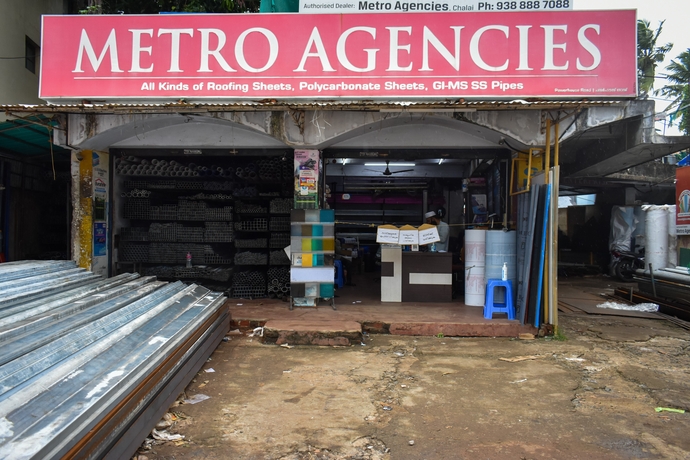 Authorised Dealer: Metro Agencies, Chalai Ph: 938 888 7088
METRO AGENCIES
All Kinds of Roofing Sheets, Polycarbonate Sheets, GI-MS SS Pipes